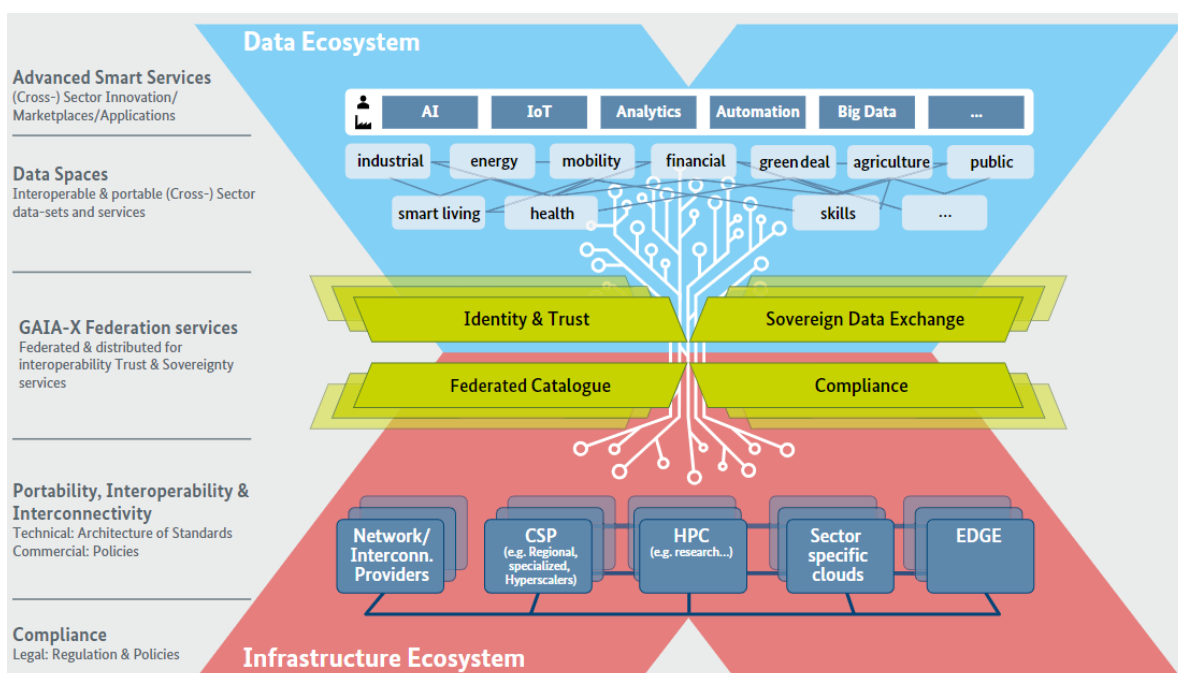 Data Ecosystem
Advanced Smart Services
(Cross-) Sector Innovation/
Marketplaces/Applications
AI
IoT
Analytics
Automation
Big Data
...
Data Spaces
Interoperable & portable (Cross-) Sector
data-sets and services
industrial
energy
mobility
financial
green deal
agriculture
public
smart living
health
skills
...
GAIA-X Federation services
Federated & distributed for
interoperability Trust & Sovereignty
services
Identity & Trust
Sovereign Data Exchange
Federated Catalogue
Compliance
Portability, Interoperability &
Interconnectivity
Technical: Architecture of Standards
Commercial: Policies
Network/
Interconn.
Providers
CSP
(e.g. Regional,
specialized,
Hyperscalers)
HPC
(e.g. research...)
Sector
specific
clouds
EDGE
Compliance
Legal: Regulation & Policies
Infrastructure Ecosystem